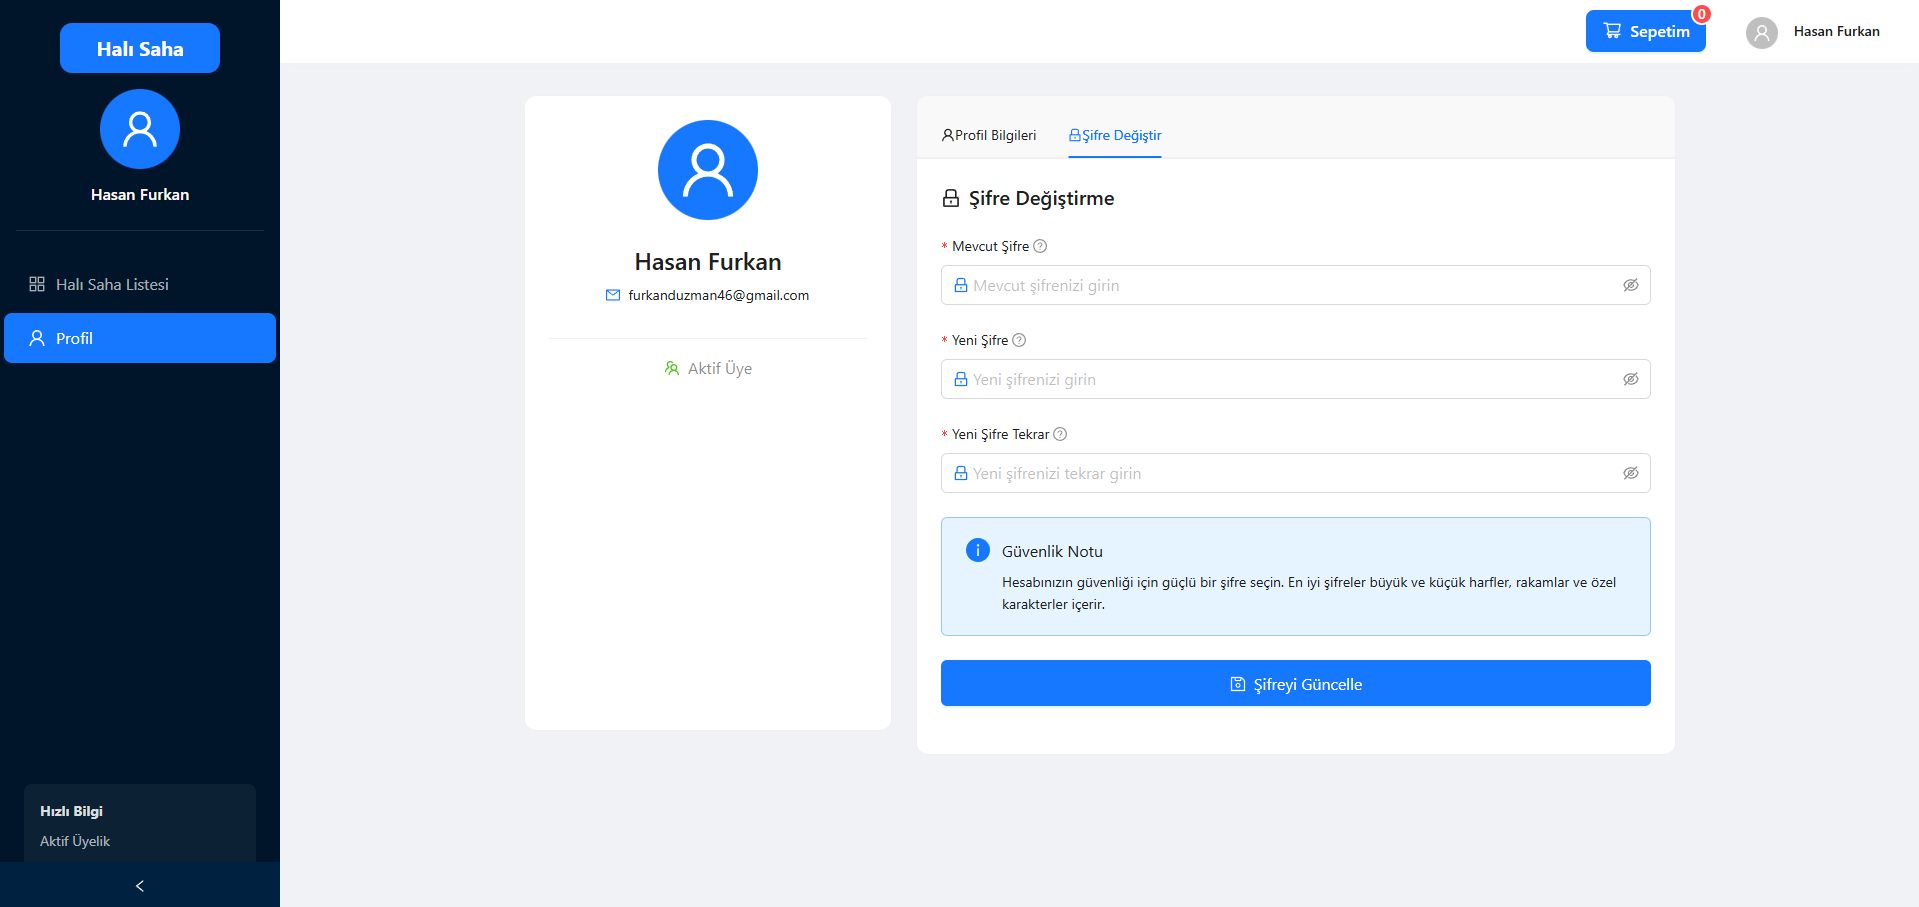 Halı Saha
Hasan Furkan
Halı Saha Listesi
Profil
Hızlı Bilgi
Aktif Üyelik
Sepetim
0
Hasan Furkan
Hasan Furkan
furkanduzman46@gmail.com
Aktif Üye
Profil Bilgileri
Şifre Değiştir
Şifre Değiştirme
* Mevcut Şifre
Mevcut şifrenizi girin
* Yeni Şifre
Yeni şifrenizi girin
* Yeni Şifre Tekrar
Yeni şifrenizi tekrar girin
Güvenlik Notu
Hesabınızın güvenliği için güçlü bir şifre seçin. En iyi şifreler büyük ve küçük harfler, rakamlar ve özel
karakterler içerir.
Şifreyi Güncelle